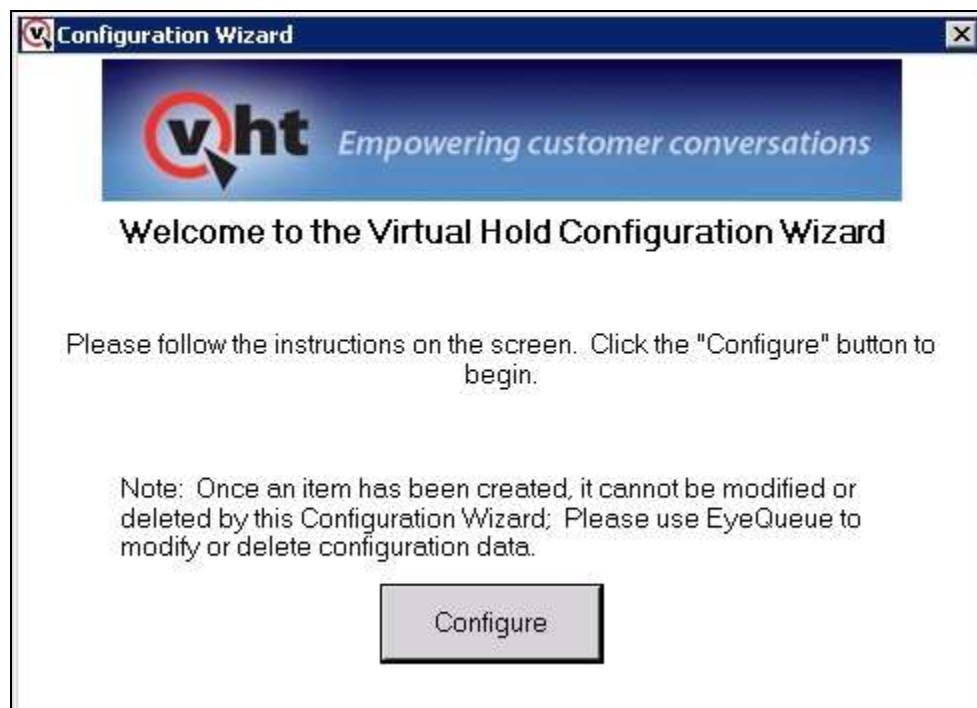 Configuration Wizard
vht Empowering customer conversations
Welcome to the Virtual Hold Configuration Wizard
Please follow the instructions on the screen.  Click the "Configure" button to
begin.
Note:  Once an item has been created, it cannot be modified or
deleted by this Configuration Wizard;  Please use EyeQueue to
modify or delete configuration data.
Configure